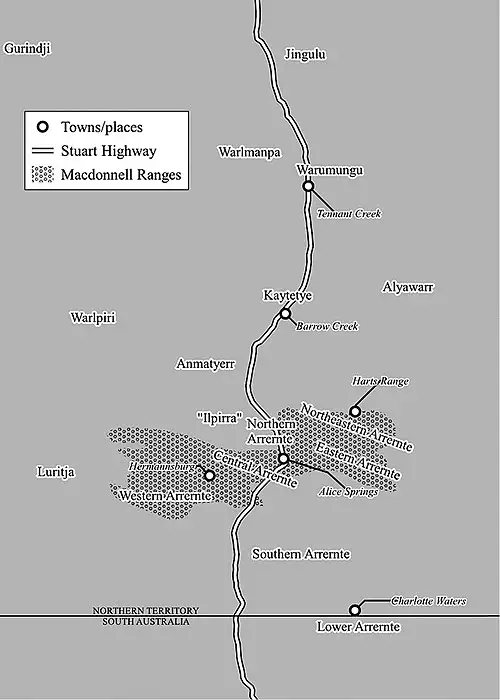 Gurindji
Jingulu
Towns/places
Stuart Highway
Macdonnell Ranges
Warlmanpa
Warumungu
Tennant Creek
Alyawarr
Kaytetye
Barrow Creek
Warlpiri
Anmatyerr
Harts Range
"Ilpirra"
Northern
Arrernte
Northeastern Arrernte
Eastern Arrernte
Central Arrernte
Hermannsburg
Luritja
Western Arrernte
Alice Springs
Southern Arrernte
Charlotte Waters
NORTHERN TERRITORY
SOUTH AUSTRALIA
Lower Arrernte